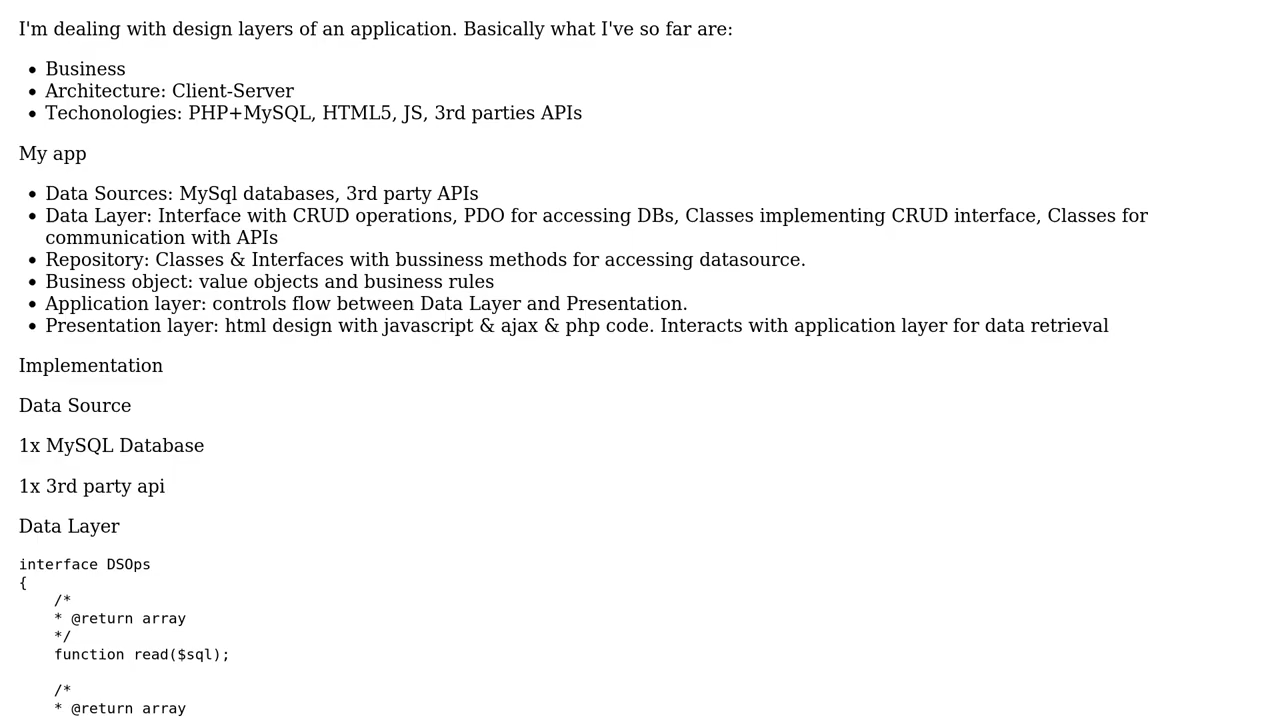 I'm dealing with design layers of an application. Basically what I've so far are:
• Business
• Architecture: Client-Server
• Techonologies: PHP+MySQL, HTML5, JS, 3rd parties APIs
My app
• Data Sources: MySql databases, 3rd party APIs
• Data Layer: Interface with CRUD operations, PDO for accessing DBs, Classes implementing CRUD interface, Classes for
communication with APIs
• Repository: Classes & Interfaces with bussiness methods for accessing datasource.
• Business object: value objects and business rules
• Application layer: controls flow between Data Layer and Presentation.
• Presentation layer: html design with javascript & ajax & php code. Interacts with application layer for data retrieval
Implementation
Data Source
1x MySQL Database
1x 3rd party api
Data Layer
interface DSOps
{
    /*
    * @return array
    */
    function read($sql);
    /*
    * @return array